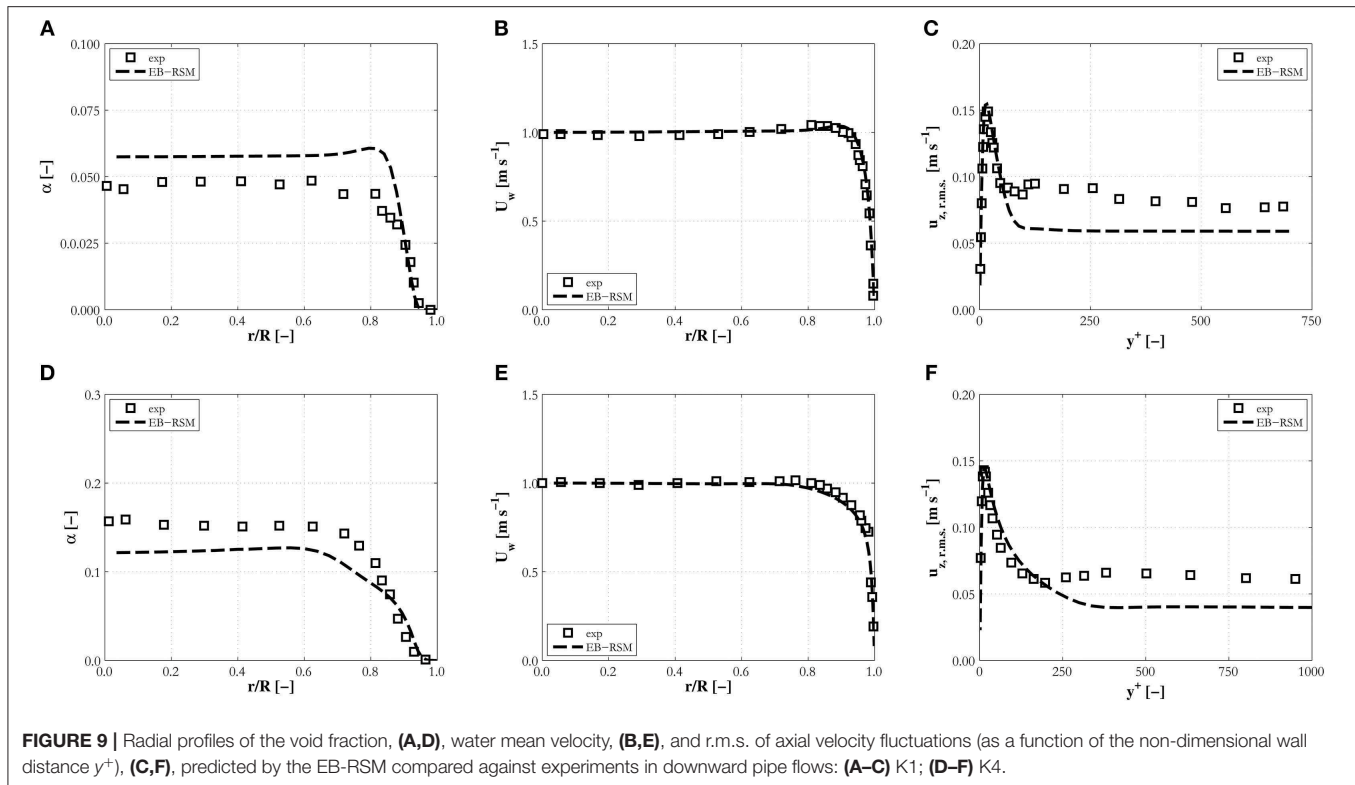 A
0.100
0.075
0.050
0.025
0.000
α [–]
exp
EB–RSM
0.0 0.2 0.4 0.6 0.8 1.0
r/R [–]
B
1.5
1.0
0.5
0.0
U_w [m s⁻¹]
exp
EB–RSM
0.0 0.2 0.4 0.6 0.8 1.0
r/R [–]
C
0.20
0.15
0.10
0.05
0.00
u_z, r.m.s. [m s⁻¹]
exp
EB–RSM
0 250 500 750
y⁺ [–]
D
0.3
0.2
0.1
0.0
α [–]
exp
EB–RSM
0.0 0.2 0.4 0.6 0.8 1.0
r/R [–]
E
1.5
1.0
0.5
0.0
U_w [m s⁻¹]
exp
EB–RSM
0.0 0.2 0.4 0.6 0.8 1.0
r/R [–]
F
0.20
0.15
0.10
0.05
0.00
u_z, r.m.s. [m s⁻¹]
exp
EB–RSM
0 250 500 750 1000
y⁺ [–]
FIGURE 9 | Radial profiles of the void fraction, (A,D), water mean velocity, (B,E), and r.m.s. of axial velocity fluctuations (as a function of the non-dimensional wall
distance y⁺), (C,F), predicted by the EB-RSM compared against experiments in downward pipe flows: (A–C) K1; (D–F) K4.